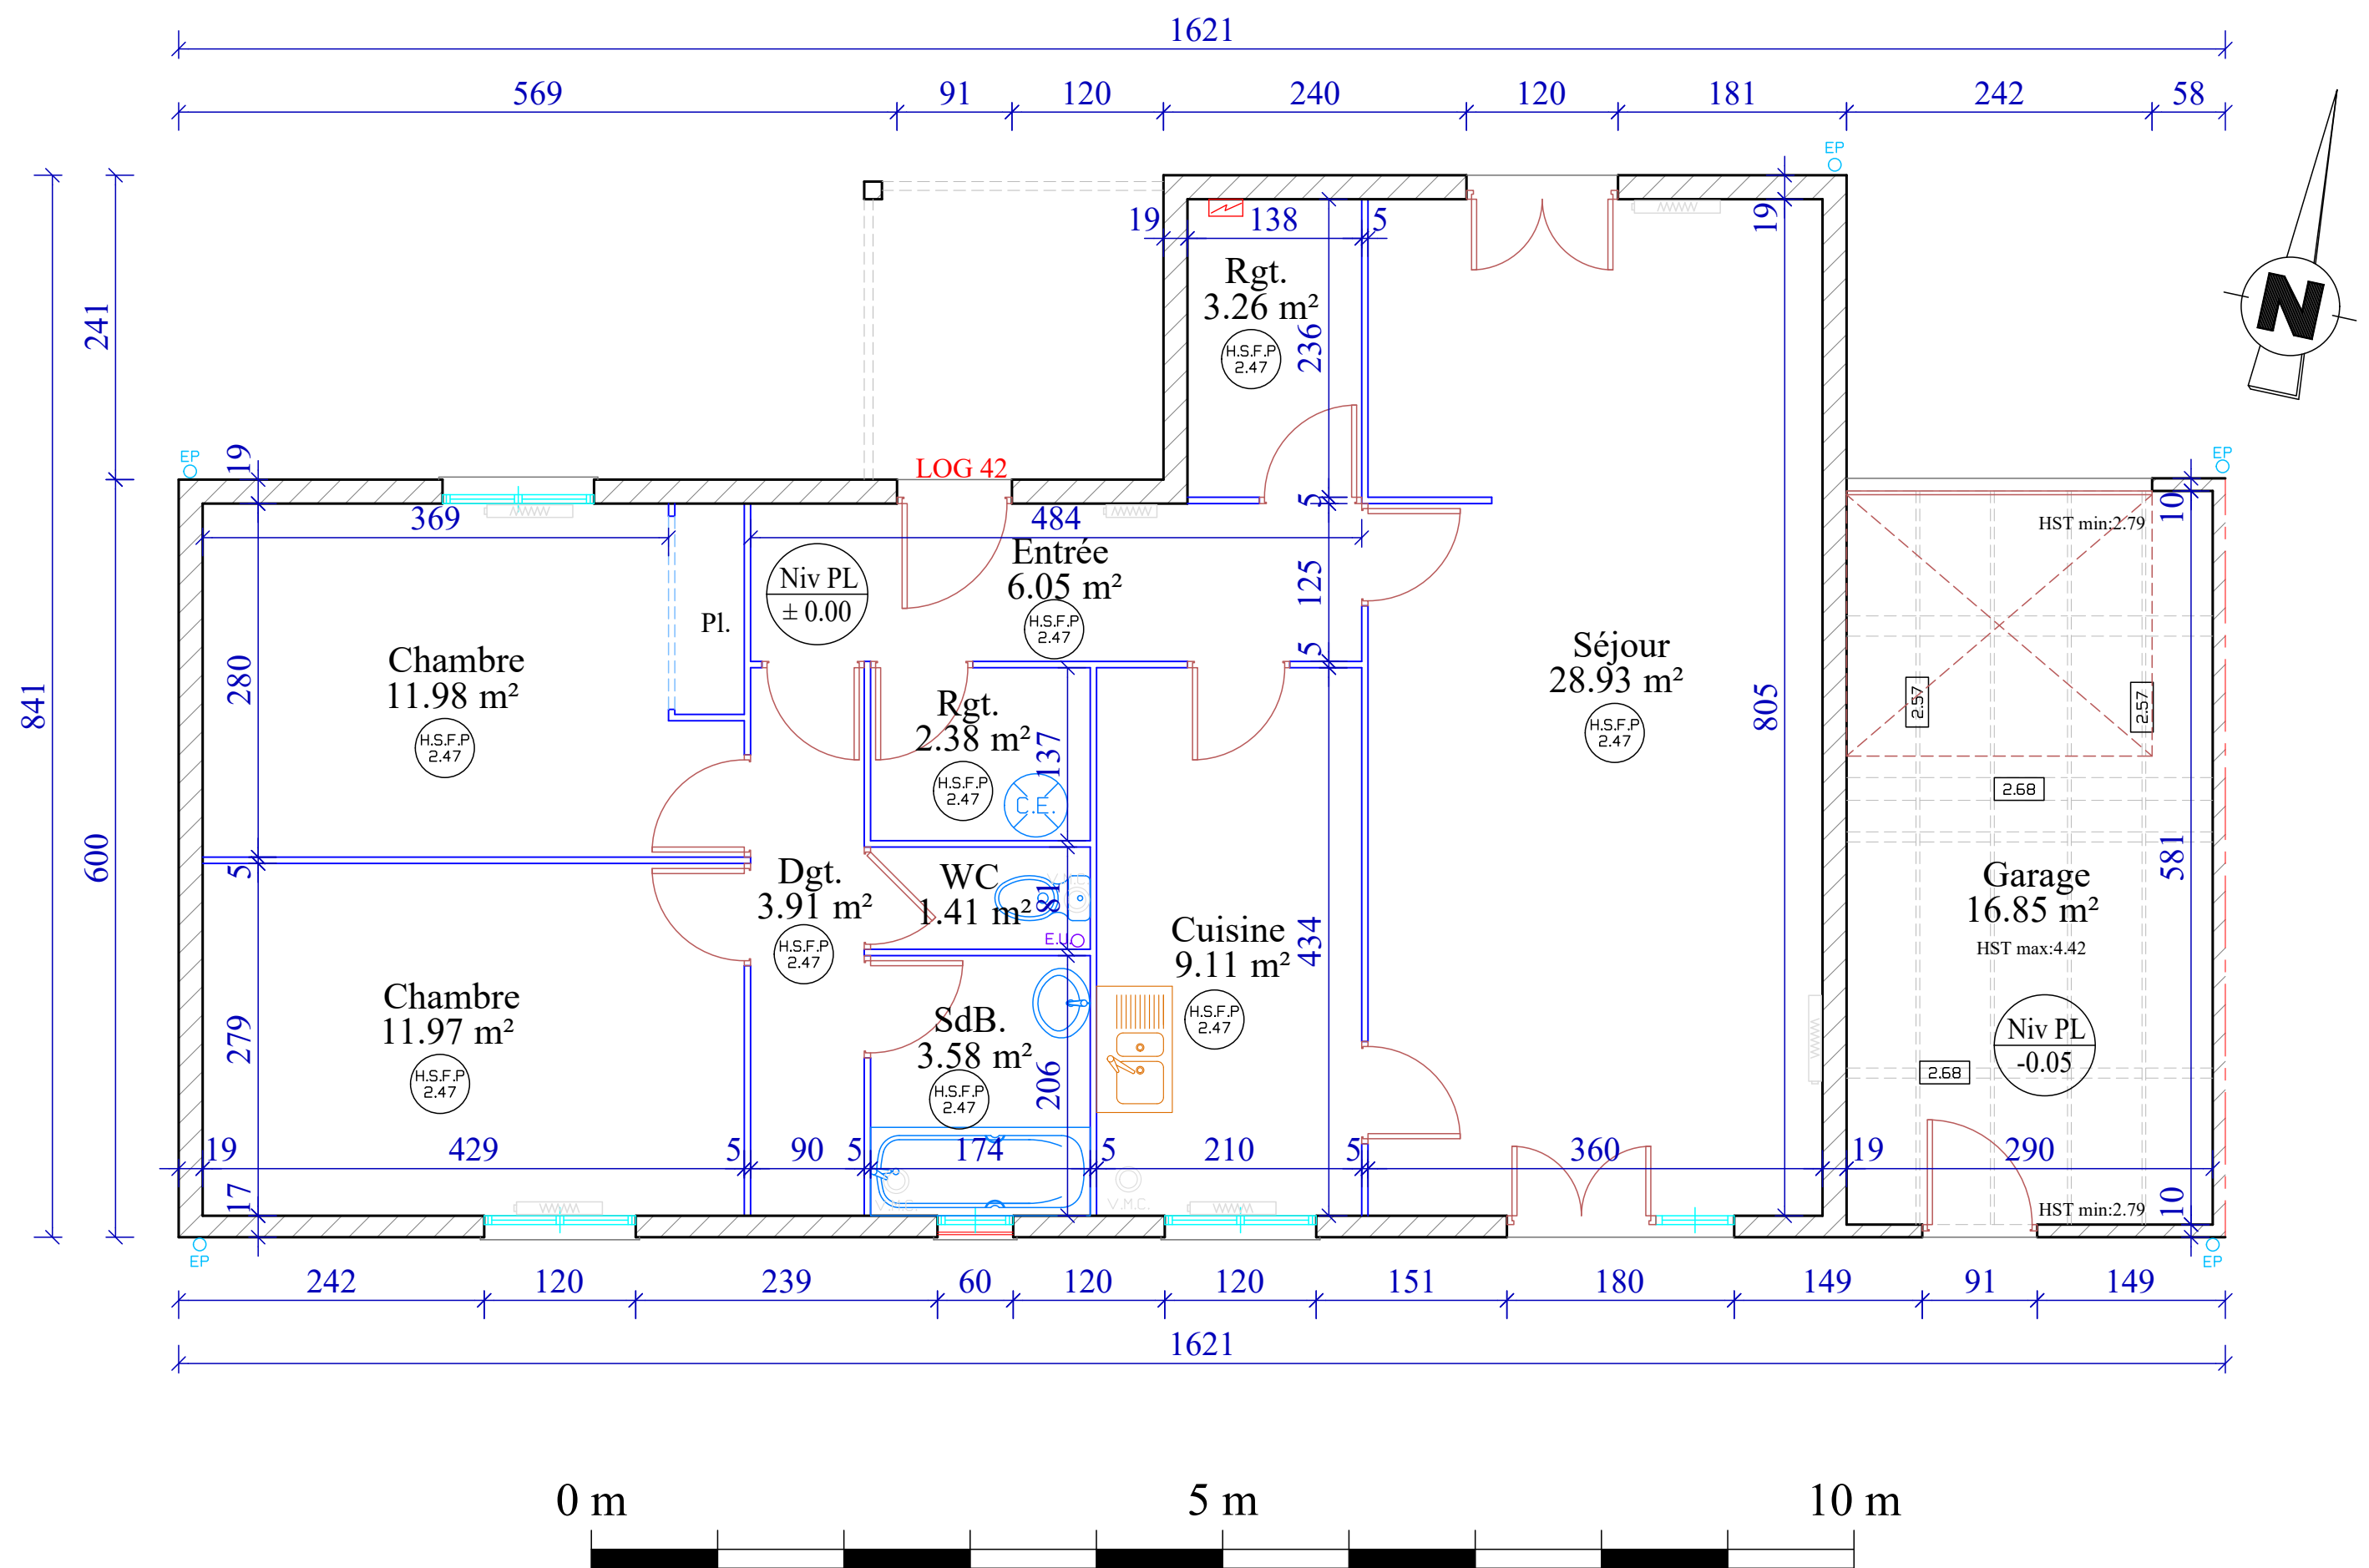 1621
569 91 120 240 120 181 242 58
EP
19 138 5 19
Rgt.
3.26 m²
H.S.F.P
2.47
236
241
N
EP 19 LOG 42 EP
369 484 5 10
HST min:2.79
Entrée
6.05 m²
H.S.F.P
2.47
Niv PL
± 0.00
125
Pl.
5
Chambre
11.98 m²
H.S.F.P
2.47
280
841
Séjour
28.93 m²
H.S.F.P
2.47
805
2.57 2.57
Rgt.
2.38 m²
H.S.F.P
2.47
137
C.E.
2.68
600
5
Dgt.
3.91 m²
H.S.F.P
2.47
WC
1.41 m²
81
V.M.C.
E.U.
Cuisine
9.11 m²
H.S.F.P
2.47
434
Garage
16.85 m²
HST max:4.42
581
Chambre
11.97 m²
H.S.F.P
2.47
279
SdB.
3.58 m²
H.S.F.P
2.47
206
Niv PL
-0.05
2.68
19 429 5 90 5 174 5 210 5 360 19 290
17 V.M.C. V.M.C. HST min:2.79 10
EP EP
242 120 239 60 120 120 151 180 149 91 149
1621
0 m 5 m 10 m